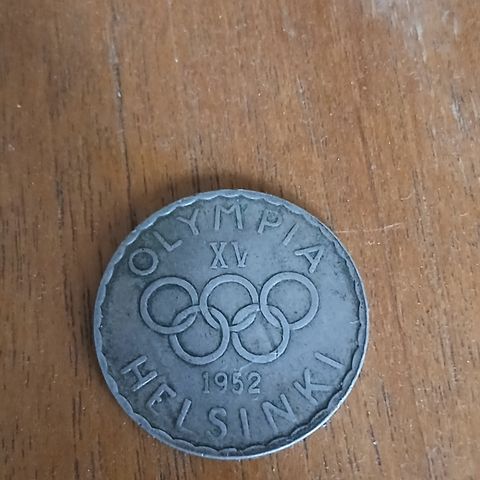 OLYMPIA
XV
1952
HELSINKI